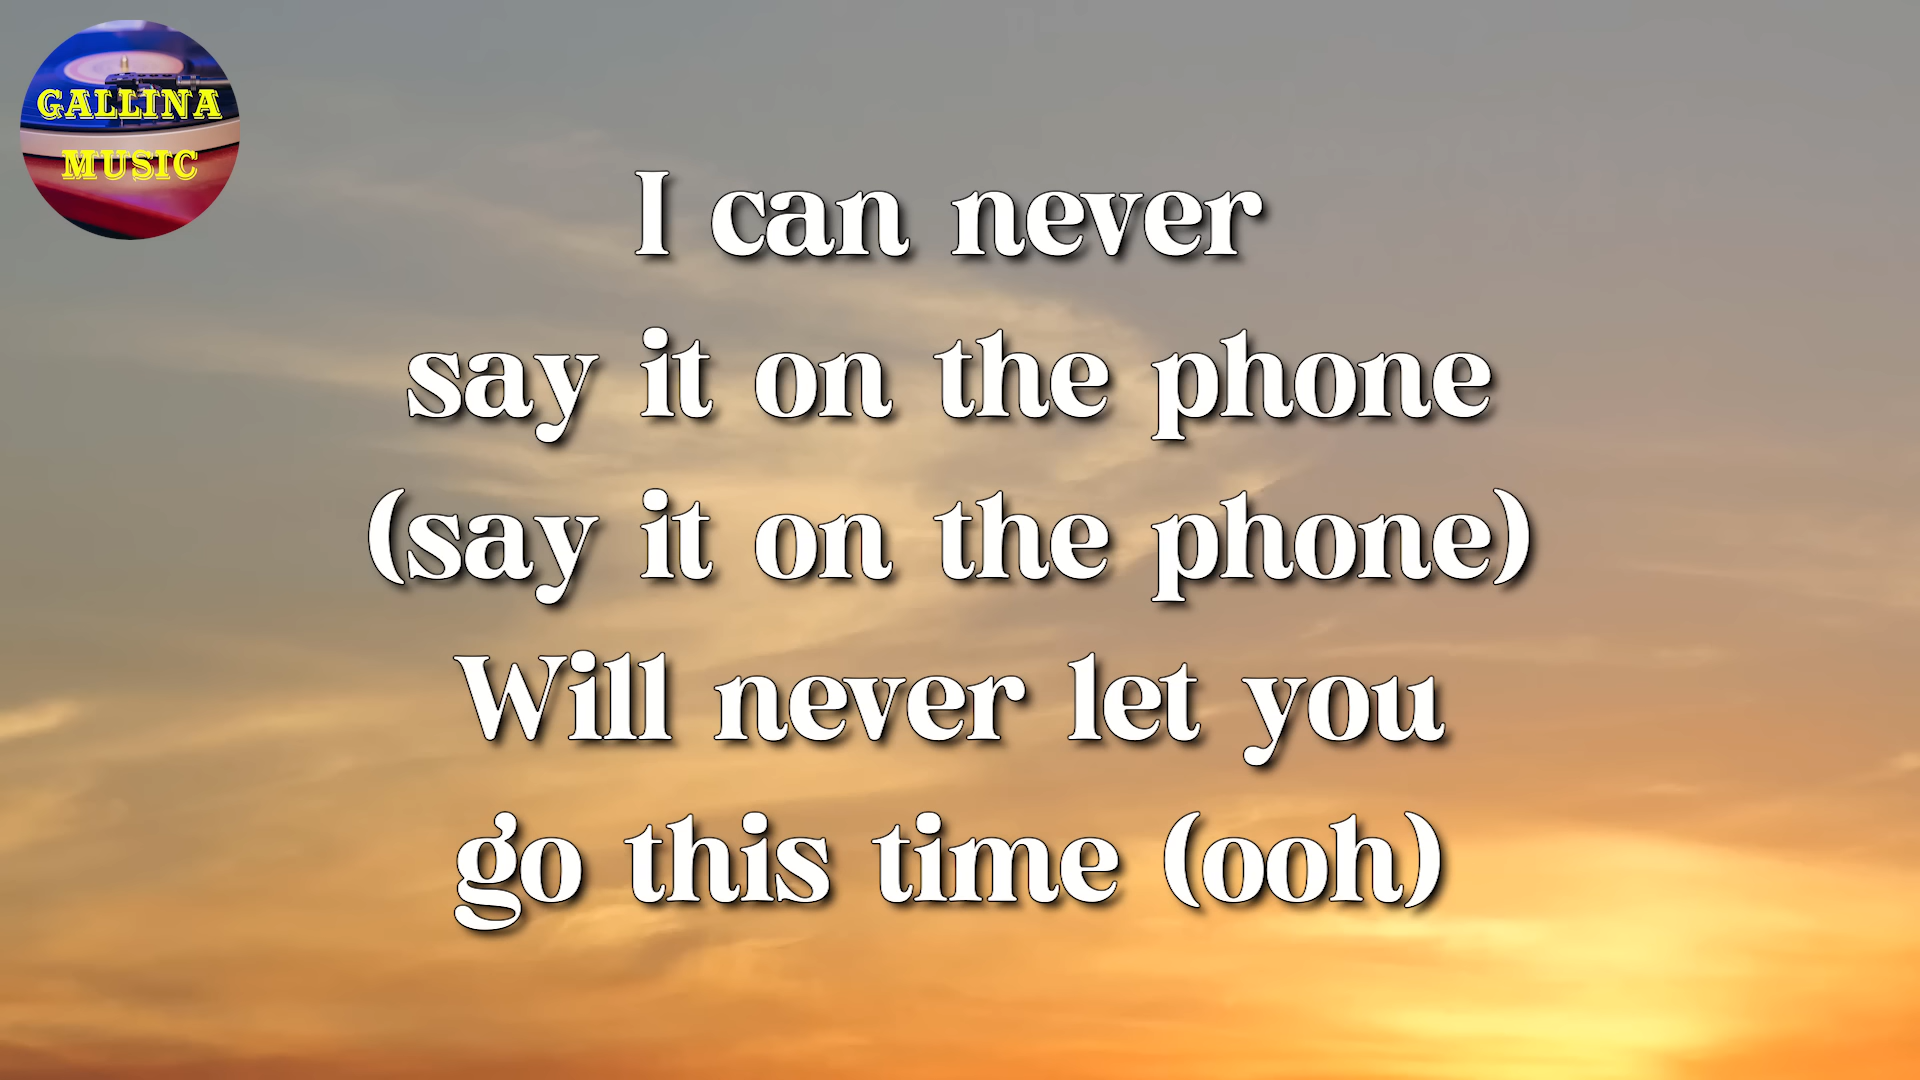 GALLINA
MUSIC
I can never
say it on the phone
(say it on the phone)
Will never let you
go this time (ooh)